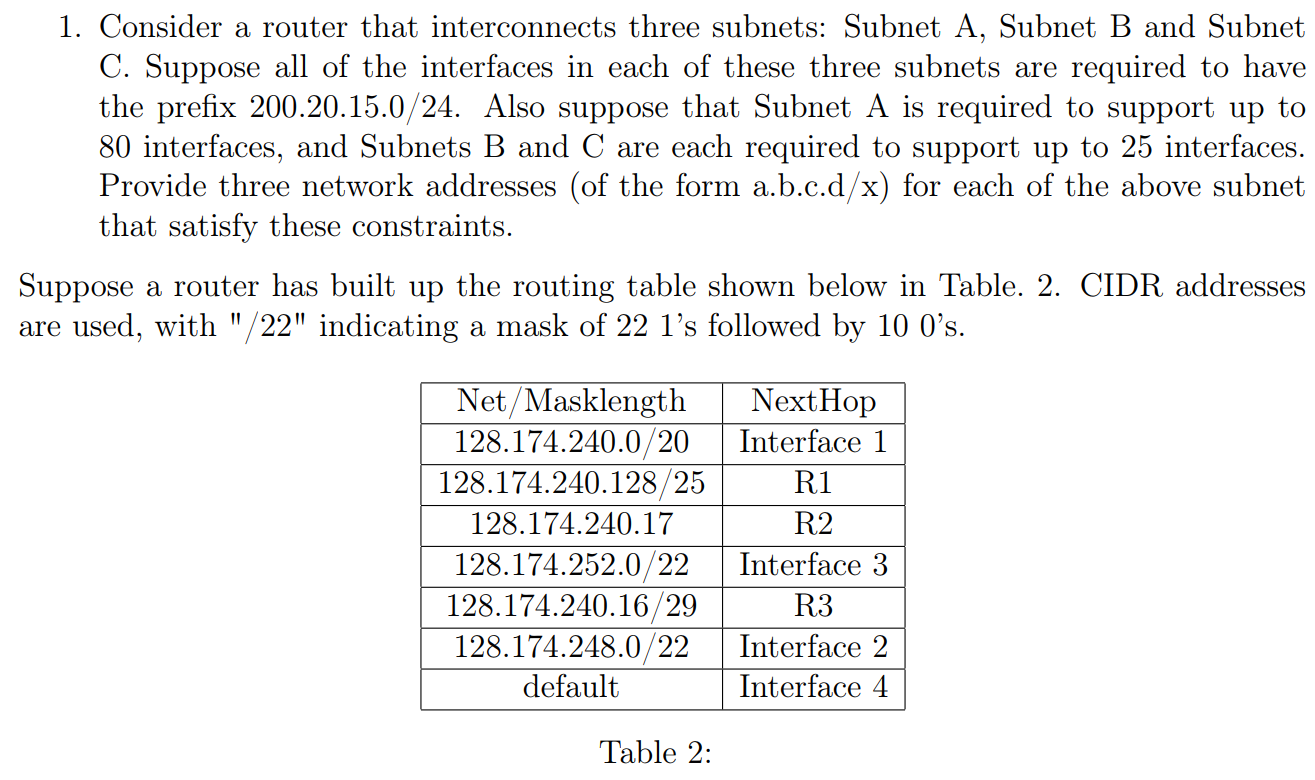 1. Consider a router that interconnects three subnets: Subnet A, Subnet B and Subnet
C. Suppose all of the interfaces in each of these three subnets are required to have
the prefix 200.20.15.0/24. Also suppose that Subnet A is required to support up to
80 interfaces, and Subnets B and C are each required to support up to 25 interfaces.
Provide three network addresses (of the form a.b.c.d/x) for each of the above subnet
that satisfy these constraints.
Suppose a router has built up the routing table shown below in Table. 2. CIDR addresses
are used, with "/22" indicating a mask of 22 1's followed by 10 0's.
Net/Masklength NextHop
128.174.240.0/20 Interface 1
128.174.240.128/25 R1
128.174.240.17 R2
128.174.252.0/22 Interface 3
128.174.240.16/29 R3
128.174.248.0/22 Interface 2
default Interface 4
Table 2: